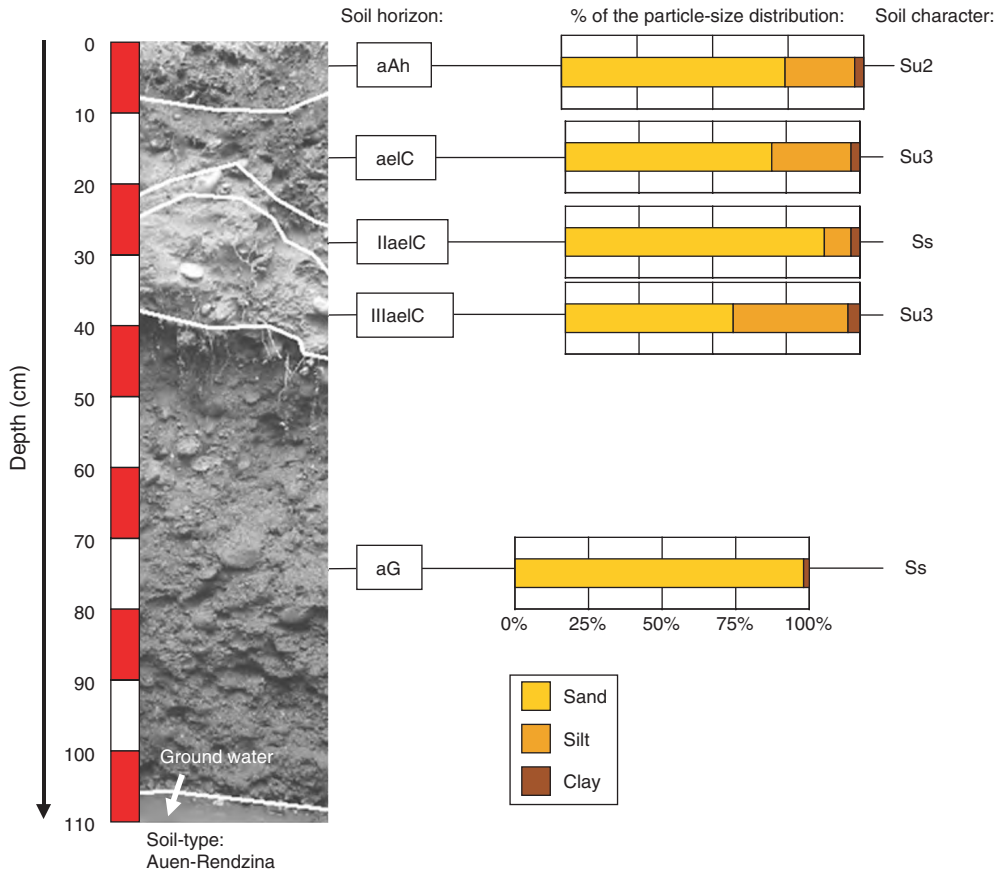 Soil horizon: % of the particle-size distribution: Soil character:
0
aAh Su2
10
aelC Su3
20
IIaelC Ss
30
IIIaelC Su3
40
50
Depth (cm)
60
70
aG Ss
80
0% 25% 50% 75% 100%
90
Sand
Silt
Clay
100
Ground water
110
Soil-type:
Auen-Rendzina